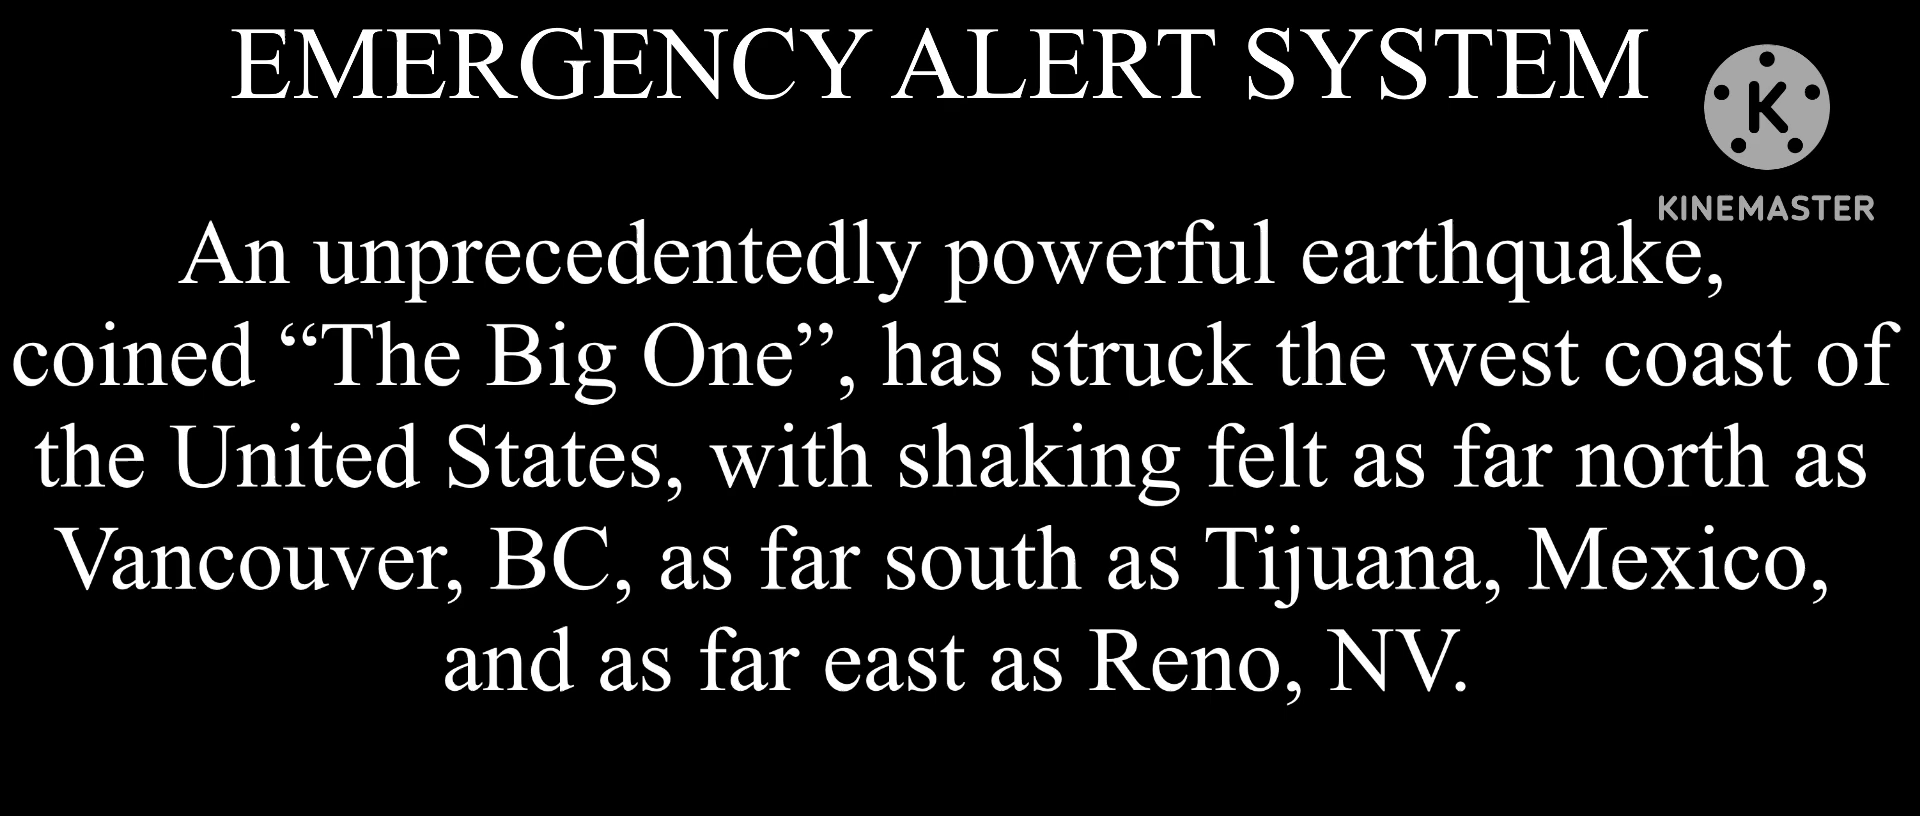 EMERGENCY ALERT SYSTEM
K
KINEMASTER
An unprecedentedly powerful earthquake,
coined “The Big One”, has struck the west coast of
the United States, with shaking felt as far north as
Vancouver, BC, as far south as Tijuana, Mexico,
and as far east as Reno, NV.